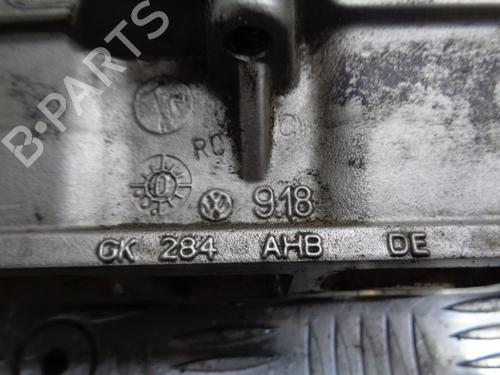 B-PARTS
RC
918
GK 284 AHB DE